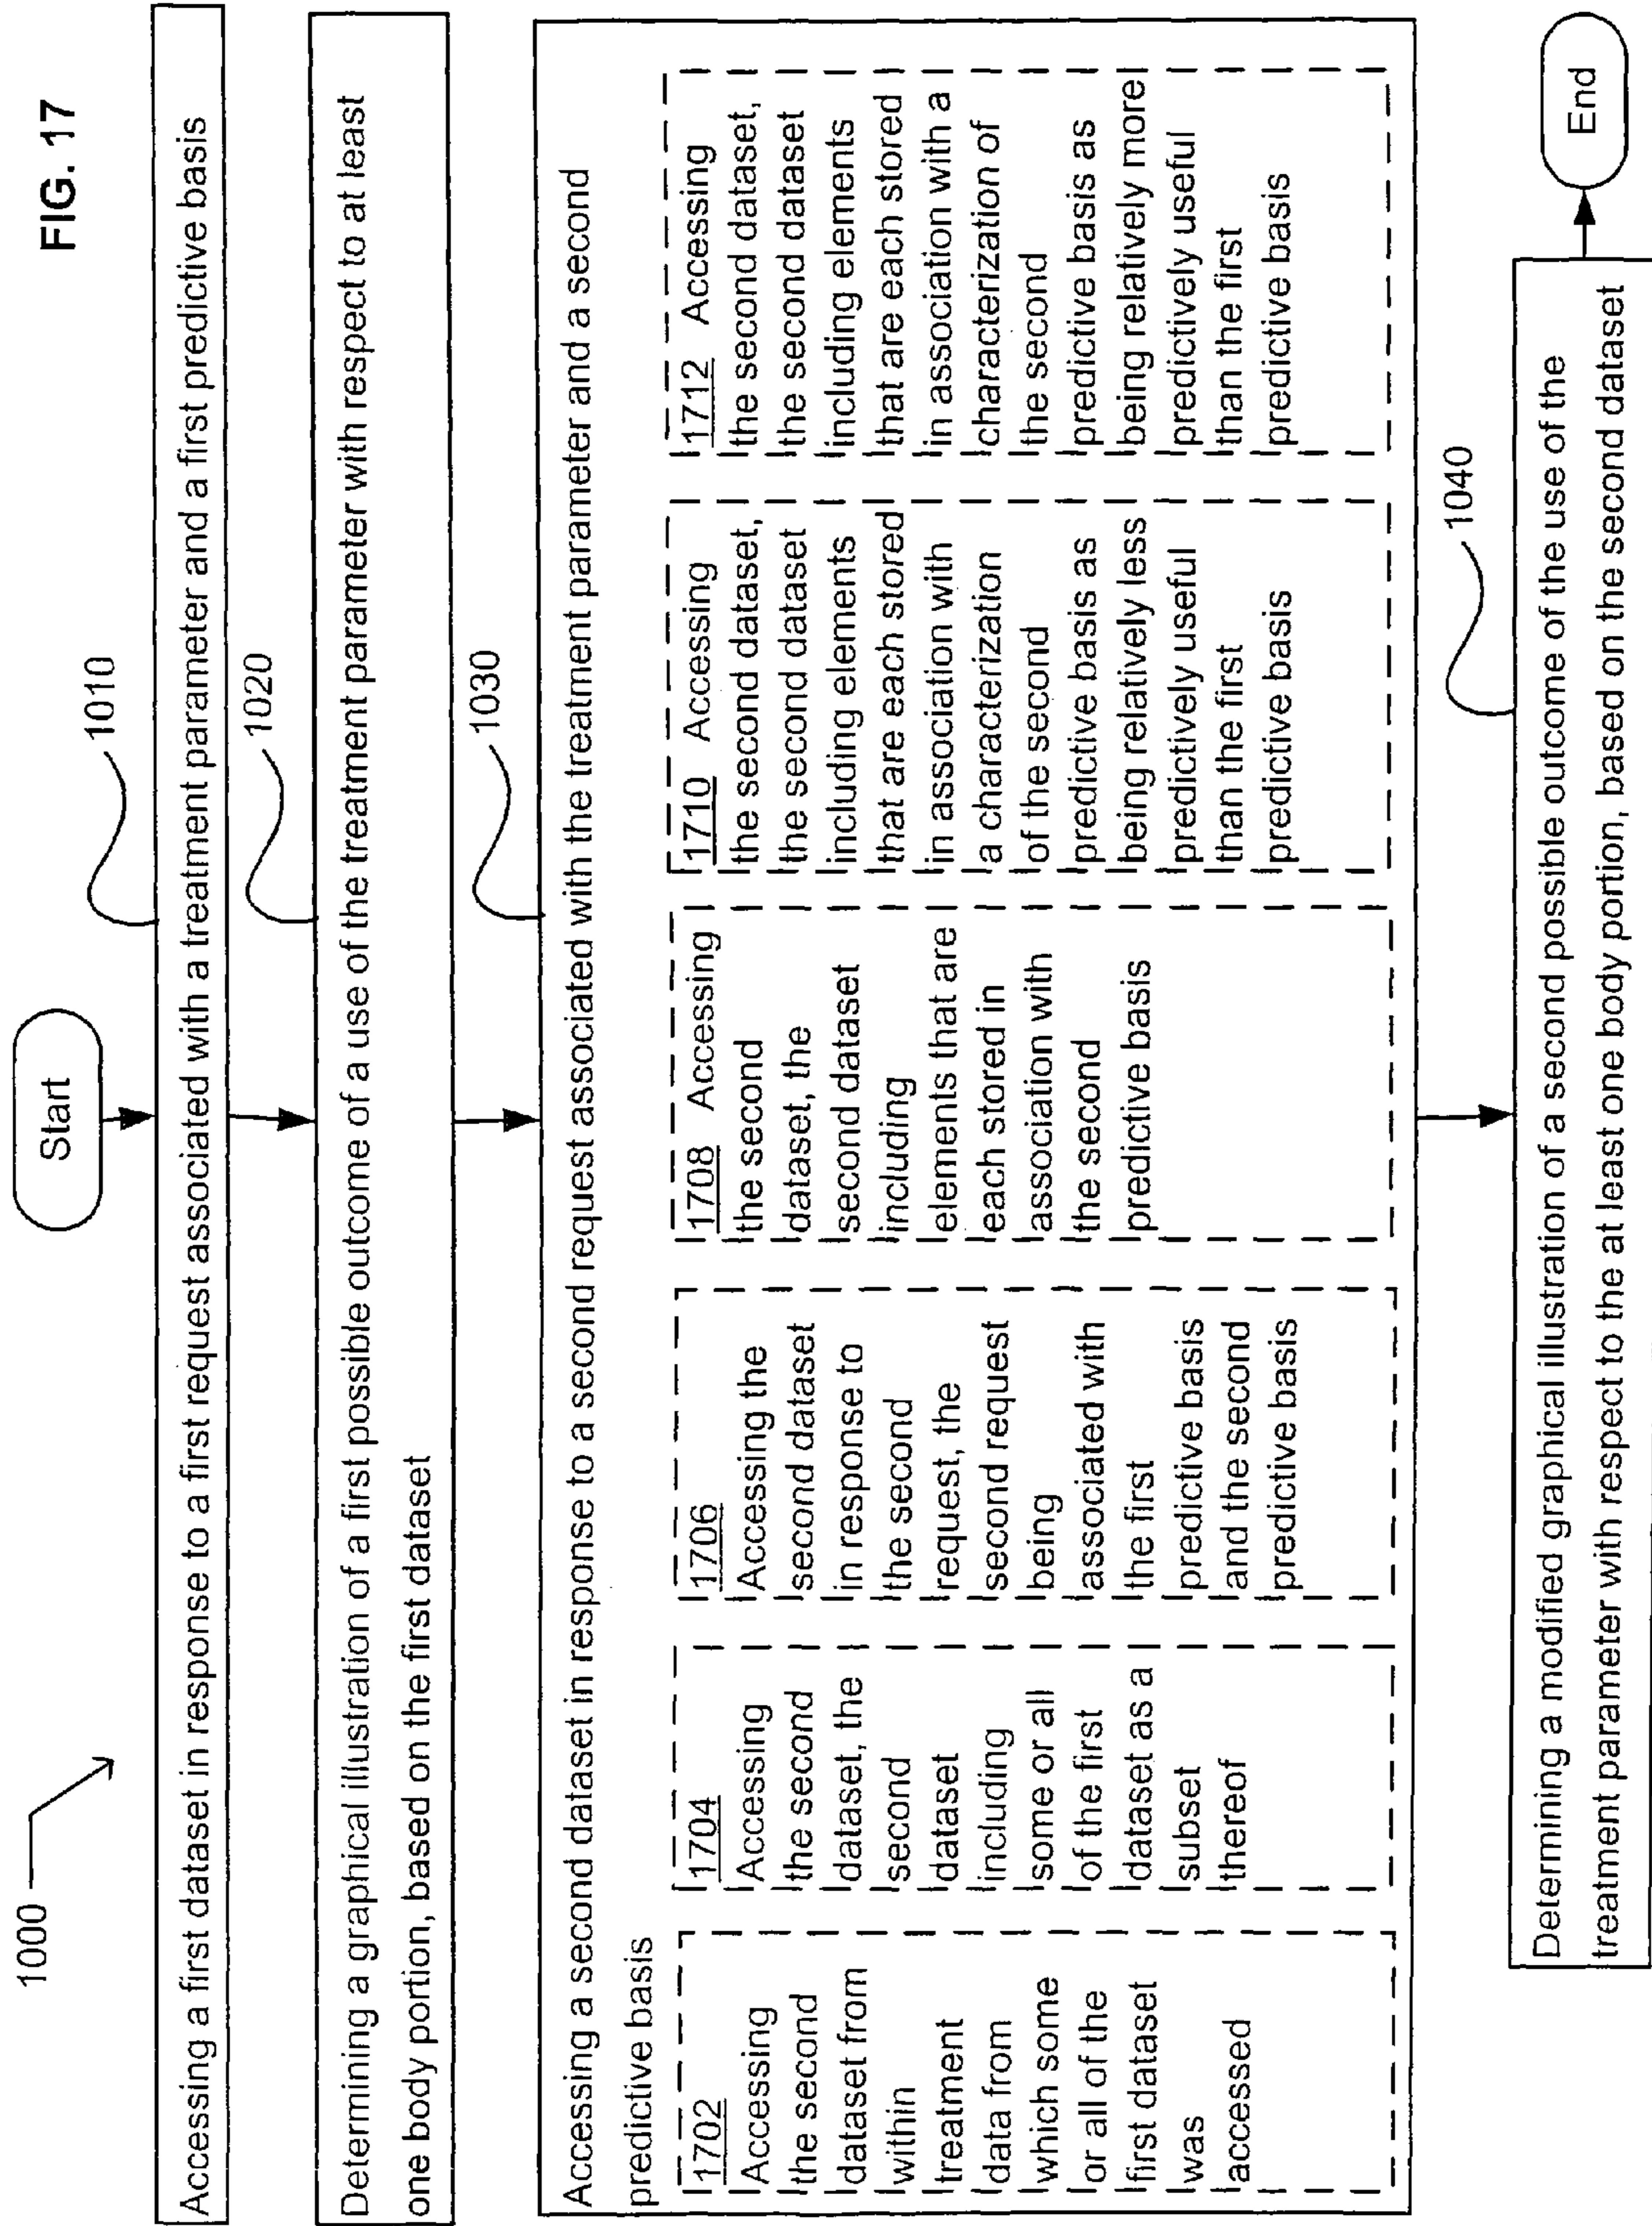 FIG. 17
1000
Start
1010
Accessing a first dataset in response to a first request associated with a treatment parameter and a first predictive basis
1020
Determining a graphical illustration of a first possible outcome of a use of the treatment parameter with respect to at least
one body portion, based on the first dataset
1030
Accessing a second dataset in response to a second request associated with the treatment parameter and a second
predictive basis
1702
Accessing
the second
dataset from
within
treatment
data from
which some
or all of the
first dataset
was
accessed
1704
Accessing
the second
dataset, the
second
dataset
including
some or all
of the first
dataset as a
subset
thereof
1706
Accessing the
second dataset
in response to
the second
request, the
second request
being
associated with
the first
predictive basis
and the second
predictive basis
1708 Accessing
the second
dataset, the
second dataset
including
elements that are
each stored in
association with
the second
predictive basis
1710 Accessing
the second dataset,
the second dataset
including elements
that are each stored
in association with
a characterization
of the second
predictive basis as
being relatively less
predictively useful
than the first
predictive basis
1712 Accessing
the second dataset,
the second dataset
including elements
that are each stored
in association with a
characterization of
the second
predictive basis as
being relatively more
predictively useful
than the first
predictive basis
1040
Determining a modified graphical illustration of a second possible outcome of the use of the
treatment parameter with respect to the at least one body portion, based on the second dataset
End